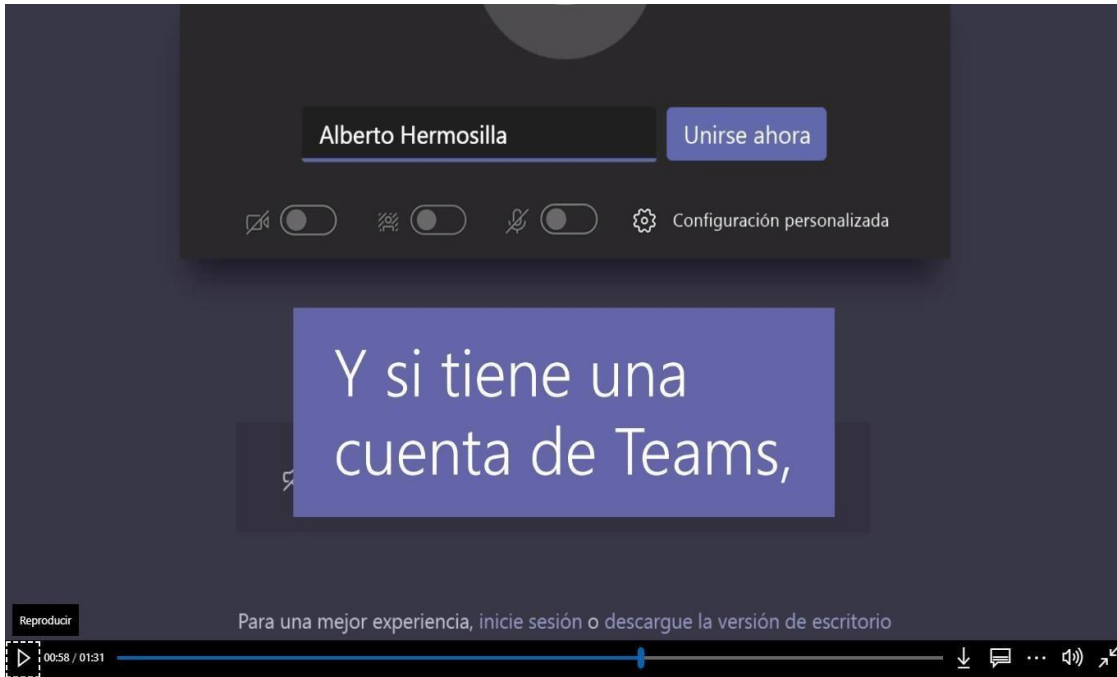 Alberto Hermosilla
Unirse ahora
Configuración personalizada
Y si tiene una
cuenta de Teams,
Para una mejor experiencia, inicie sesión o descargue la versión de escritorio
Reproducir
00:58 / 01:31